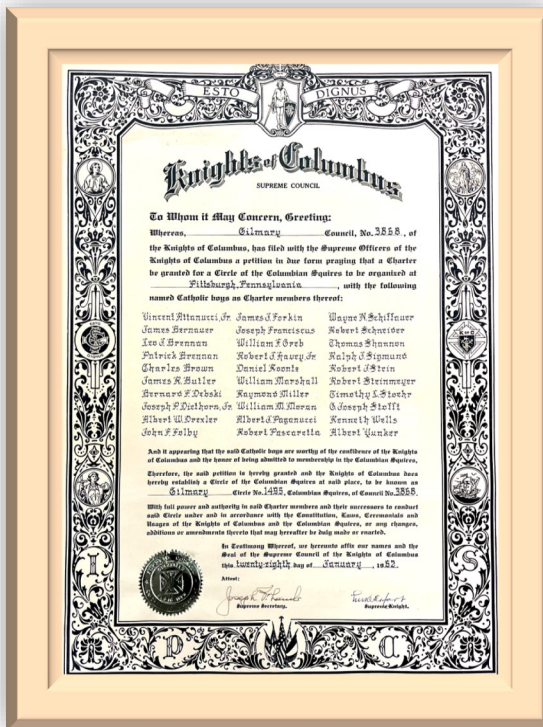 ESTO DIGNUS
Knights of Columbus
SUPREME COUNCIL
To Whom it May Concern, Greeting:
Whereas, Gilmary Council, No. 3868, of
the Knights of Columbus, has filed with the Supreme Officers of the
Knights of Columbus a petition in due form praying that a Charter
be granted for a Circle of the Columbian Squires to be organized at
Pittsburgh, Pennsylvania, with the following
named Catholic boys as Charter members thereof:
Vincent Attanucci, Jr. James J. Forkin Wayne N. Schiffauer
James Bernauer Joseph Franciscus Robert Schneider
Leo J. Brennan William F. Greb Thomas Shannon
Patrick Brennan Robert J. Havey Jr. Ralph J. Sigmund
Charles Brown Daniel Koontz Robert J. Stein
James R. Butler William Marshall Robert Steinmeyer
Bernard E. Debski Raymond Miller Timothy L. Stoehr
Joseph P. Diethorn, Jr. William M. Moran G. Joseph Stofft
Albert W. Drexler Albert J. Paganucci Kenneth Wells
John F. Folby Robert Pascarella Albert Yunker
And it appearing that the said Catholic boys are worthy of the confidence of the Knights
of Columbus and the honor of being admitted to membership in the Columbian Squires,
Therefore, the said petition is hereby granted and the Knights of Columbus does
hereby establish a Circle of the Columbian Squires at said place, to be known as
Gilmary Circle No. 1495, Columbian Squires, of Council No. 3868.
With full power and authority in said Charter members and their successors to conduct
said Circle under and in accordance with the Constitution, Laws, Ceremonials and
Usages of the Knights of Columbus and the Columbian Squires, or any changes,
additions or amendments thereto that may hereafter be duly made or enacted.
In Testimony Whereof, we hereunto affix our names and the
Seal of the Supreme Council of the Knights of Columbus
this twenty-eighth day of January, 1962.
Attest:
Supreme Secretary. Supreme Knight.
I S
P C